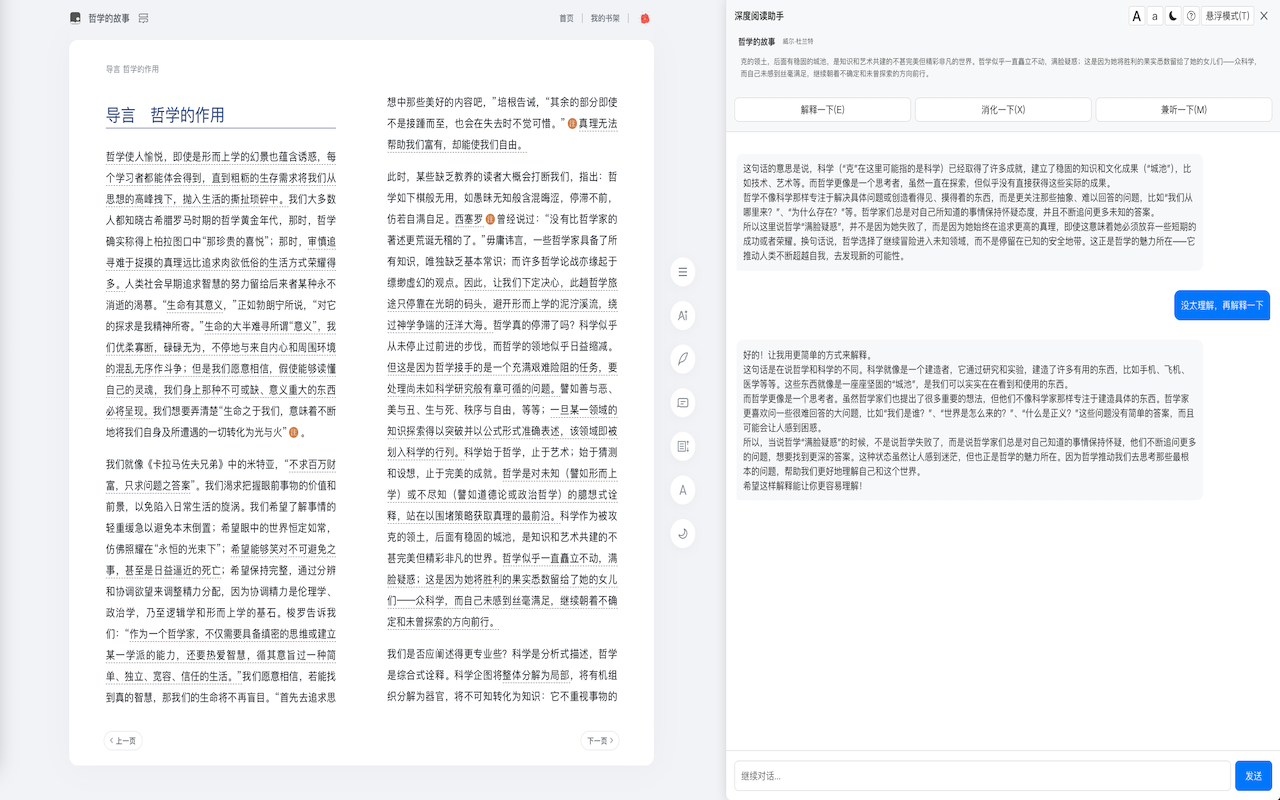 哲学的故事
首页
我的书架
导言 哲学的作用
导言 哲学的作用
哲学使人愉悦，即使是形而上学的幻景也蕴含诱惑，每
个学习者都能体会得到，直到粗粝的生存需求将我们从
思想的高峰拽下，抛入生活的撕扯琐碎中。我们大多数
人都知晓古希腊罗马时期的哲学黄金年代，那时，哲学
确实称得上柏拉图口中“那珍贵的喜悦”；那时，审慎追
寻难于捉摸的真理远比追求肉欲低俗的生活方式荣耀得
多。人类社会早期追求智慧的努力留给后来者某种永不
消逝的渴慕。“生命有其意义，”正如勃朗宁所说，“对它
的探求是我精神所寄。”生命的大半难寻所谓“意义”，我
们优柔寡断，碌碌无为，不停地与来自内心和周围环境
的混乱无序作斗争；但是我们愿意相信，假使能够读懂
自己的灵魂，我们身上那种不可或缺、意义重大的东西
必将呈现。我们想要弄清楚“生命之于我们，意味着不断
地将我们自身及所遭遇的一切转化为光与火”注。
我们就像《卡拉马佐夫兄弟》中的米特亚，“不求百万财
富，只求问题之答案”。我们渴求把握眼前事物的价值和
前景，以免陷入日常生活的旋涡。我们希望了解事情的
轻重缓急以避免本末倒置；希望眼中的世界恒定如常，
仿佛照耀在“永恒的光束下”；希望能够笑对不可避免之
事，甚至是日益逼近的死亡；希望保持完整，通过分辨
和协调欲望来调整精力分配，因为协调精力是伦理学、
政治学，乃至逻辑学和形而上学的基石。梭罗告诉我
们：“作为一个哲学家，不仅需要具备缜密的思维或建立
某一学派的能力，还要热爱智慧，循其意旨过一种简
单、独立、宽容、信任的生活。”我们愿意相信，若能找
到真的智慧，那我们的生命将不再盲目。“首先去追求思
想中那些美好的内容吧，”培根告诫，“其余的部分即使
不是接踵而至，也会在失去时不觉可惜。”注真理无法
帮助我们富有，却能使我们自由。
此时，某些缺乏教养的读者大概会打断我们，指出：哲
学如下棋般无用，如愚昧无知般含混晦涩，停滞不前，
仿若自满自足。西塞罗注曾经说过：“没有比哲学家的
著述更荒诞无稽的了。”毋庸讳言，一些哲学家具备了所
有知识，唯独缺乏基本常识；而许多哲学论战亦缘起于
缥缈虚幻的观点。因此，让我们下定决心，此趟哲学旅
途只停靠在光明的码头，避开形而上学的泥泞溪流，绕
过神学争端的汪洋大海。哲学真的停滞了吗？科学似乎
从未停止过前进的步伐，而哲学的领地似乎日益缩减。
但这是因为哲学接手的是一个充满艰难险阻的任务，要
处理尚未如科学研究般有章可循的问题。譬如善与恶、
美与丑、生与死、秩序与自由，等等；一旦某一领域的
知识探索得以突破并以公式形式准确表述，该领域即被
划入科学的行列。科学始于哲学，止于艺术；始于猜测
和设想，止于完美的成就。哲学是对未知（譬如形而上
学）或不尽知（譬如道德论或政治哲学）的臆想式诠
释，站在以围堵策略获取真理的最前沿。科学作为被攻
克的领土，后面有稳固的城池，是知识和艺术共建的不
甚完美但精彩非凡的世界。哲学似乎一直矗立不动，满
脸疑惑；这是因为她将胜利的果实悉数留给了她的女儿
们——众科学，而自己未感到丝毫满足，继续朝着不确
定和未曾探索的方向前行。
我们是否应阐述得更专业些？科学是分析式描述，哲学
是综合式诠释。科学企图将整体分解为局部，将有机组
织分解为器官，将不可知转化为知识：它不重视事物的
上一页
下一页
深度阅读助手
A
a
悬浮模式(T)
哲学的故事 威尔·杜兰特
克的领土，后面有稳固的城池，是知识和艺术共建的不甚完美但精彩非凡的世界。哲学似乎一直矗立不动，满脸疑惑；这是因为她将胜利的果实悉数留给了她的女儿们——众科学，
而自己未感到丝毫满足，继续朝着不确定和未曾探索的方向前行。
解释一下(E)
消化一下(X)
兼听一下(M)
这句话的意思是说，科学（“克”在这里可能指的是科学）已经取得了许多成就，建立了稳固的知识和文化成果（“城池”），比
如技术、艺术等。而哲学更像是一个思考者，虽然一直在探索，但似乎没有直接获得这些实际的成果。
哲学不像科学那样专注于解决具体问题或创造看得见、摸得着的东西，而是更关注那些抽象、难以回答的问题，比如“我们从
哪里来？”、“为什么存在？”等。哲学家们总是对自己所知道的事情保持怀疑态度，并且不断追问更多未知的答案。
所以这里说哲学“满脸疑惑”，并不是因为她失败了，而是因为她始终在追求更高的真理，即使这意味着她必须放弃一些短期的
成功或者荣耀。换句话说，哲学选择了继续冒险进入未知领域，而不是停留在已知的安全地带。这正是哲学的魅力所在——它
推动人类不断超越自我，去发现新的可能性。
没太理解，再解释一下
好的！让我用更简单的方式来解释。
这句话是在说哲学和科学的不同。科学就像是一个建造者，它通过研究和实验，建造了许多有用的东西，比如手机、飞机、
医学等等。这些东西就像是一座座坚固的“城池”，是我们可以实实在在看到和使用的东西。
而哲学更像是一个思考者。虽然哲学家们也提出了很多重要的想法，但他们不像科学家那样专注于建造具体的东西。哲学家
更喜欢问一些很难回答的大问题，比如“我们是谁？”、“世界是怎么来的？”、“什么是正义？”这些问题没有简单的答案，而且
可能会让人感到困惑。
所以，当说哲学“满脸疑惑”的时候，不是说哲学失败了，而是说哲学家们总是对自己知道的事情保持怀疑，他们不断追问更多
的问题，想要找到更深的答案。这种状态虽然让人感到迷茫，但也正是哲学的魅力所在。因为哲学推动我们去思考那些最根
本的问题，帮助我们更好地理解自己和这个世界。
希望这样解释能让你更容易理解！
继续对话...
发送